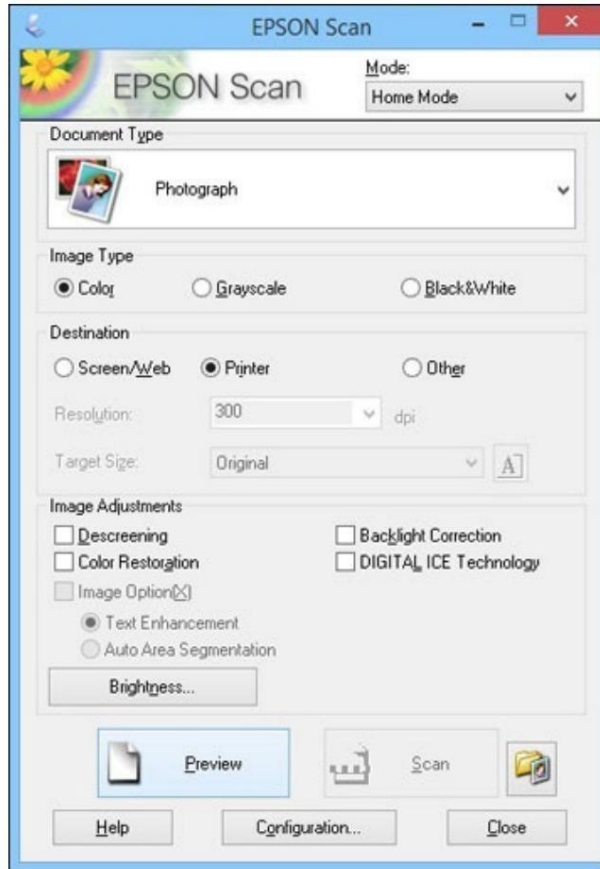 EPSON Scan
EPSON Scan
Mode:
Home Mode
Document Type
Photograph
Image Type
Color Grayscale Black&White
Destination
Screen/Web Printer Other
Resolution: 300 dpi
Target Size: Original A
Image Adjustments
Descreening Backlight Correction
Color Restoration DIGITAL ICE Technology
Image Option(X)
Text Enhancement
Auto Area Segmentation
Brightness...
Preview Scan
Help Configuration... Close